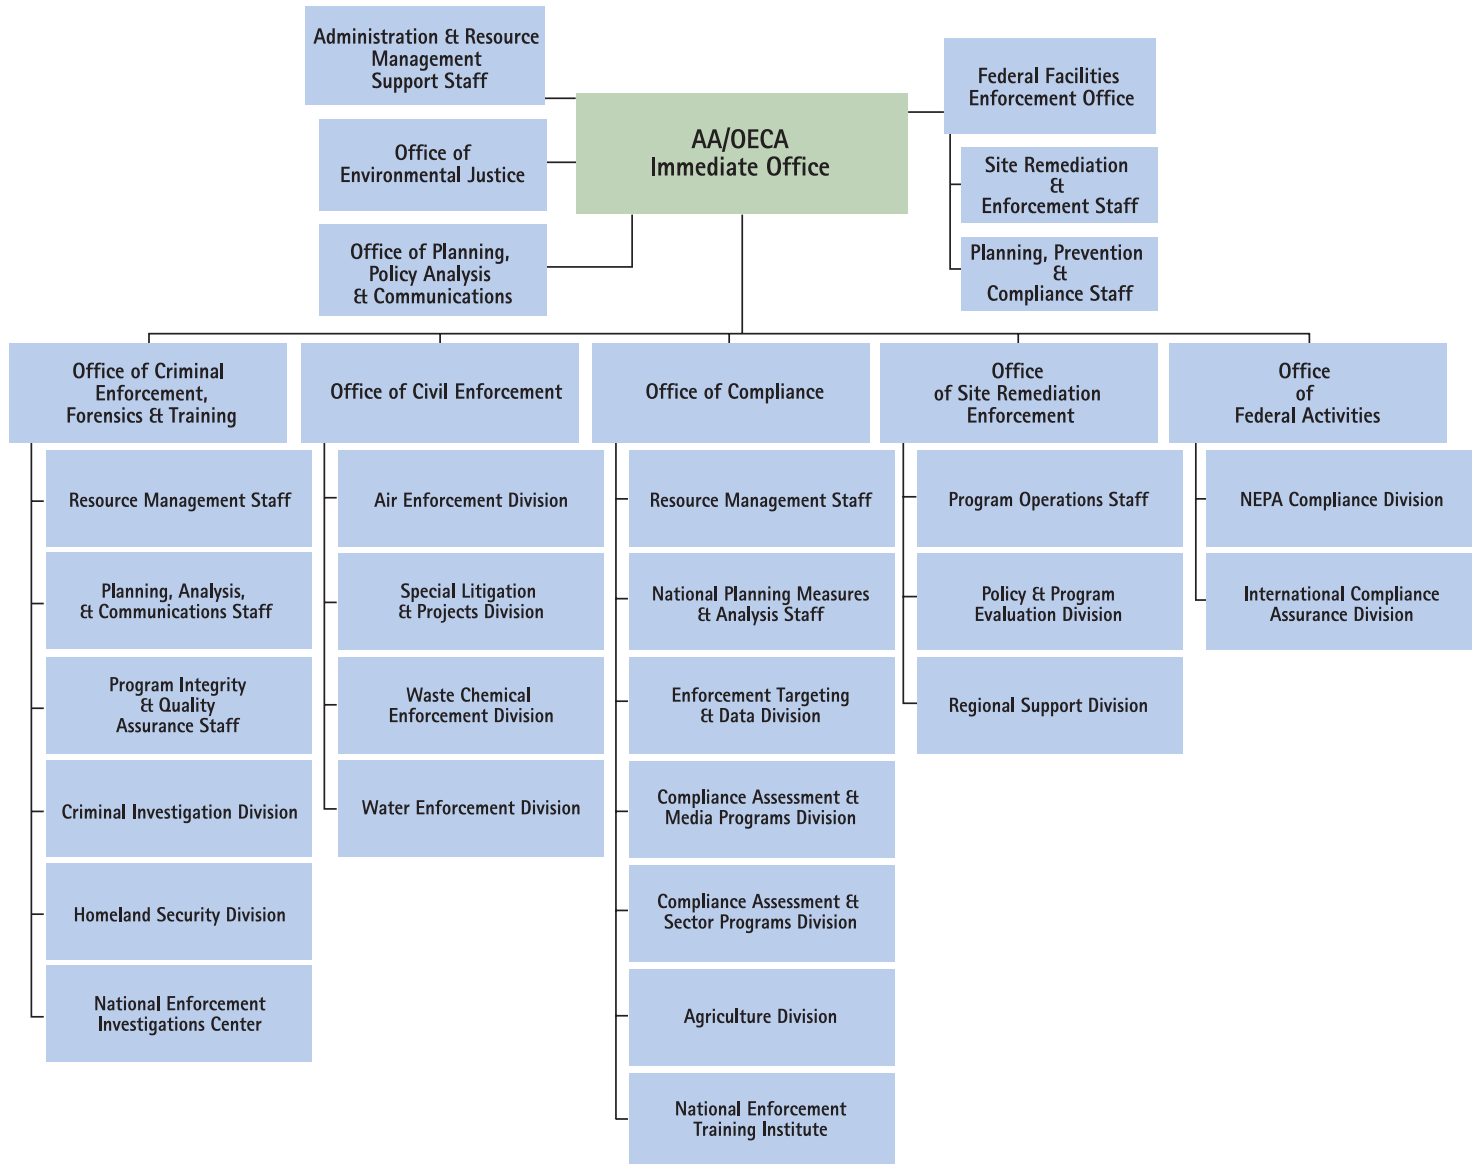 Administration & Resource
Management
Support Staff
Federal Facilities
Enforcement Office
AA/OECA
Immediate Office
Office of
Environmental Justice
Site Remediation
&
Enforcement Staff
Office of Planning,
Policy Analysis
& Communications
Planning, Prevention
&
Compliance Staff
Office of Criminal
Enforcement,
Forensics & Training
Office of Civil Enforcement
Office of Compliance
Office
of Site Remediation
Enforcement
Office
of
Federal Activities
Resource Management Staff
Planning, Analysis,
& Communications Staff
Program Integrity
& Quality
Assurance Staff
Criminal Investigation Division
Homeland Security Division
National Enforcement
Investigations Center
Air Enforcement Division
Special Litigation
& Projects Division
Waste Chemical
Enforcement Division
Water Enforcement Division
Resource Management Staff
National Planning Measures
& Analysis Staff
Enforcement Targeting
& Data Division
Compliance Assessment &
Media Programs Division
Compliance Assessment &
Sector Programs Division
Agriculture Division
National Enforcement
Training Institute
Program Operations Staff
Policy & Program
Evaluation Division
Regional Support Division
NEPA Compliance Division
International Compliance
Assurance Division